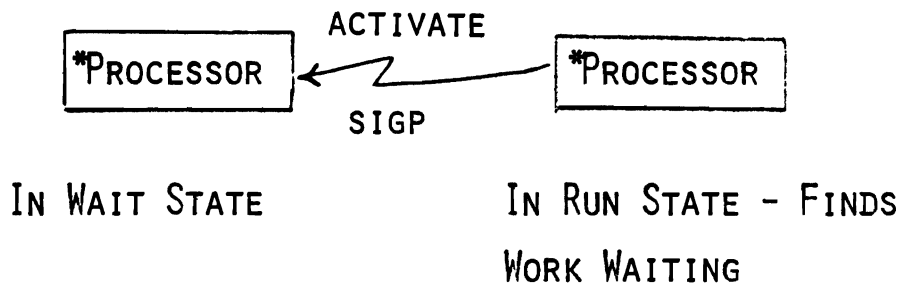 ACTIVATE
*PROCESSOR
*PROCESSOR
SIGP
IN WAIT STATE
IN RUN STATE - FINDS
WORK WAITING